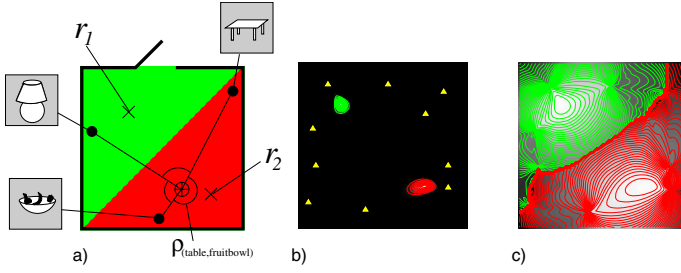 r1
r2
ρ(table,fruitbowl)
a)
b)
c)